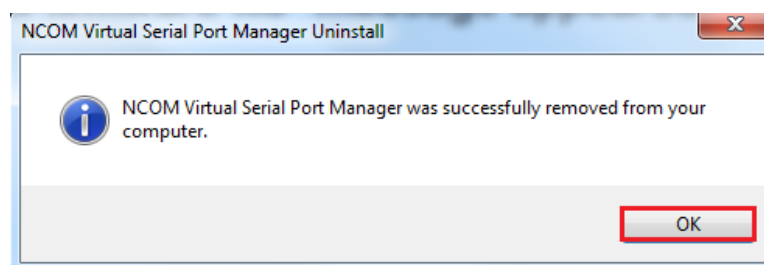 NCOM Virtual Serial Port Manager Uninstall
NCOM Virtual Serial Port Manager was successfully removed from your
computer.
OK